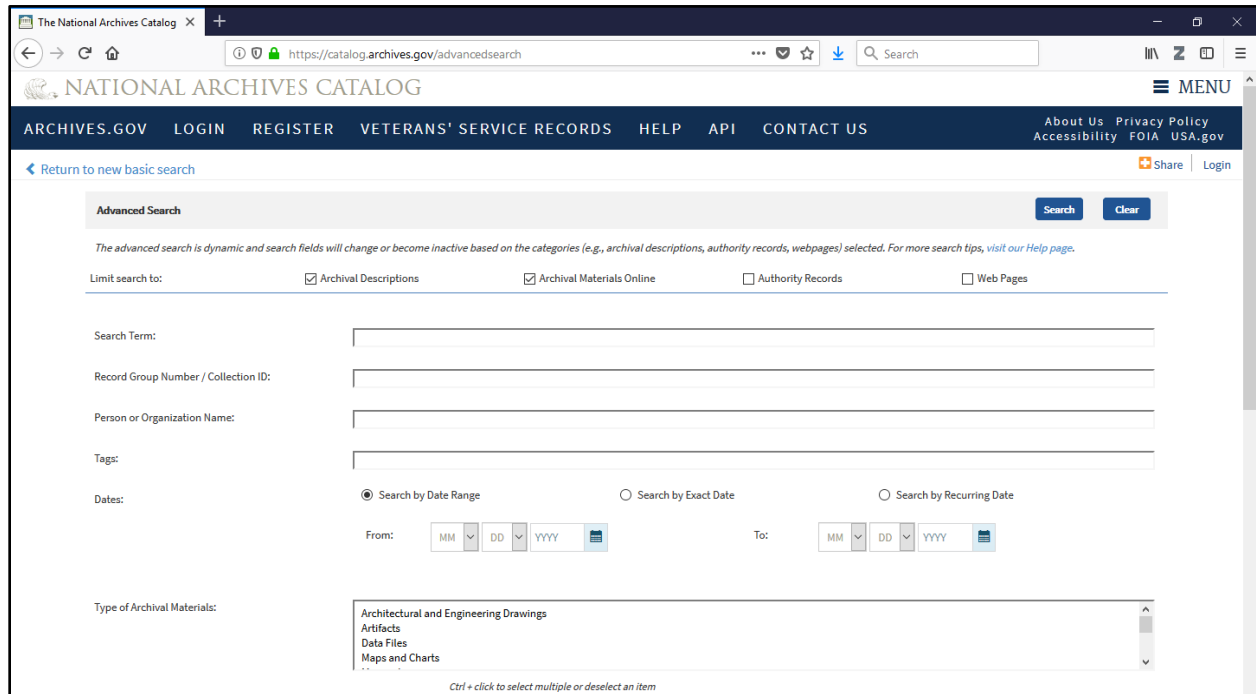 The National Archives Catalog
https://catalog.archives.gov/advancedsearch
Search
NATIONAL ARCHIVES CATALOG
MENU
ARCHIVES.GOV LOGIN REGISTER VETERANS' SERVICE RECORDS HELP API CONTACT US
About Us Privacy Policy
Accessibility FOIA USA.gov
Return to new basic search
Share Login
Advanced Search
Search Clear
The advanced search is dynamic and search fields will change or become inactive based on the categories (e.g., archival descriptions, authority records, webpages) selected. For more search tips, visit our Help page.
Limit search to: Archival Descriptions Archival Materials Online Authority Records Web Pages
Search Term:
Record Group Number / Collection ID:
Person or Organization Name:
Tags:
Dates: Search by Date Range Search by Exact Date Search by Recurring Date
From: MM DD YYYY To: MM DD YYYY
Type of Archival Materials:
Architectural and Engineering Drawings
Artifacts
Data Files
Maps and Charts
Ctrl + click to select multiple or deselect an item